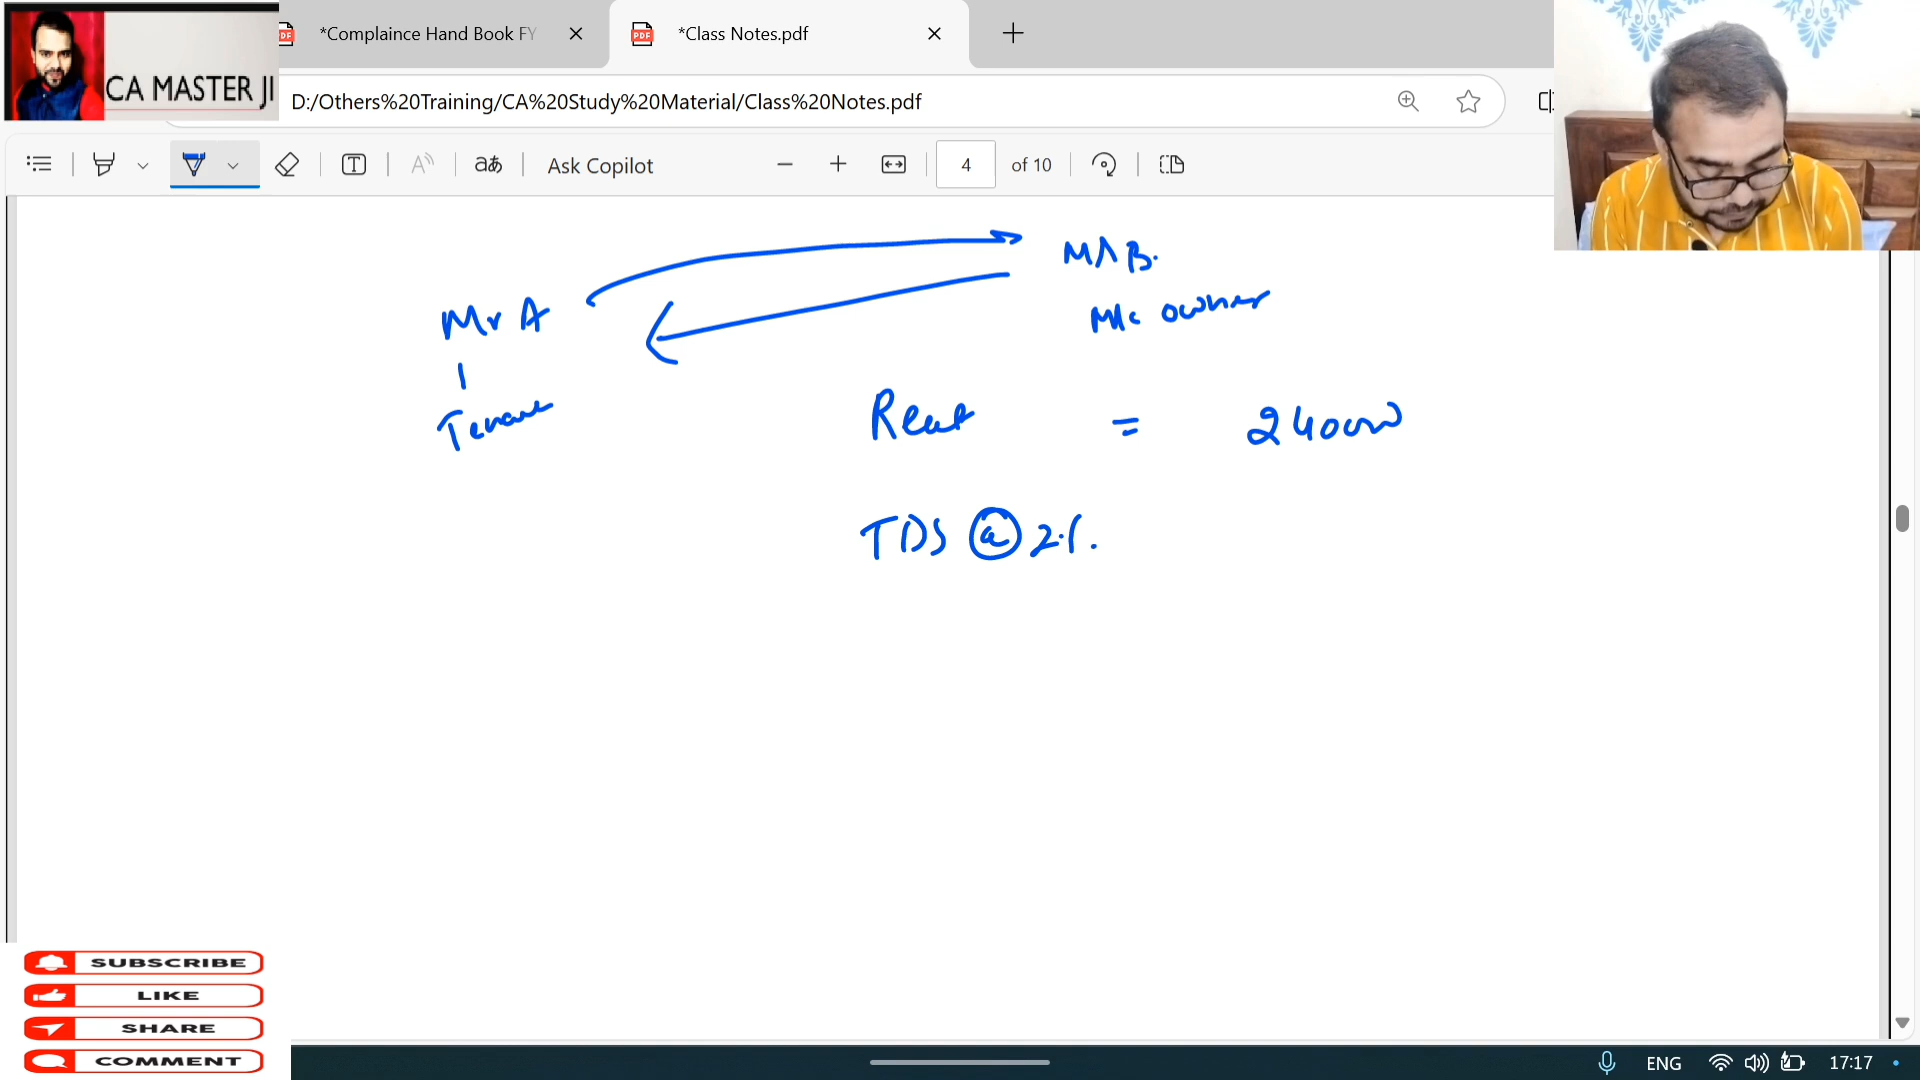 *Complaince Hand Book FY
*Class Notes.pdf
CA MASTER JI
D:/Others%20Training/CA%20Study%20Material/Class%20Notes.pdf
aあ
Ask Copilot
4 of 10
Mr B.
Mr A
M/c owner
Tenant
Rent = 240000
TDS @ 2%.
SUBSCRIBE
LIKE
SHARE
COMMENT
ENG
17:17